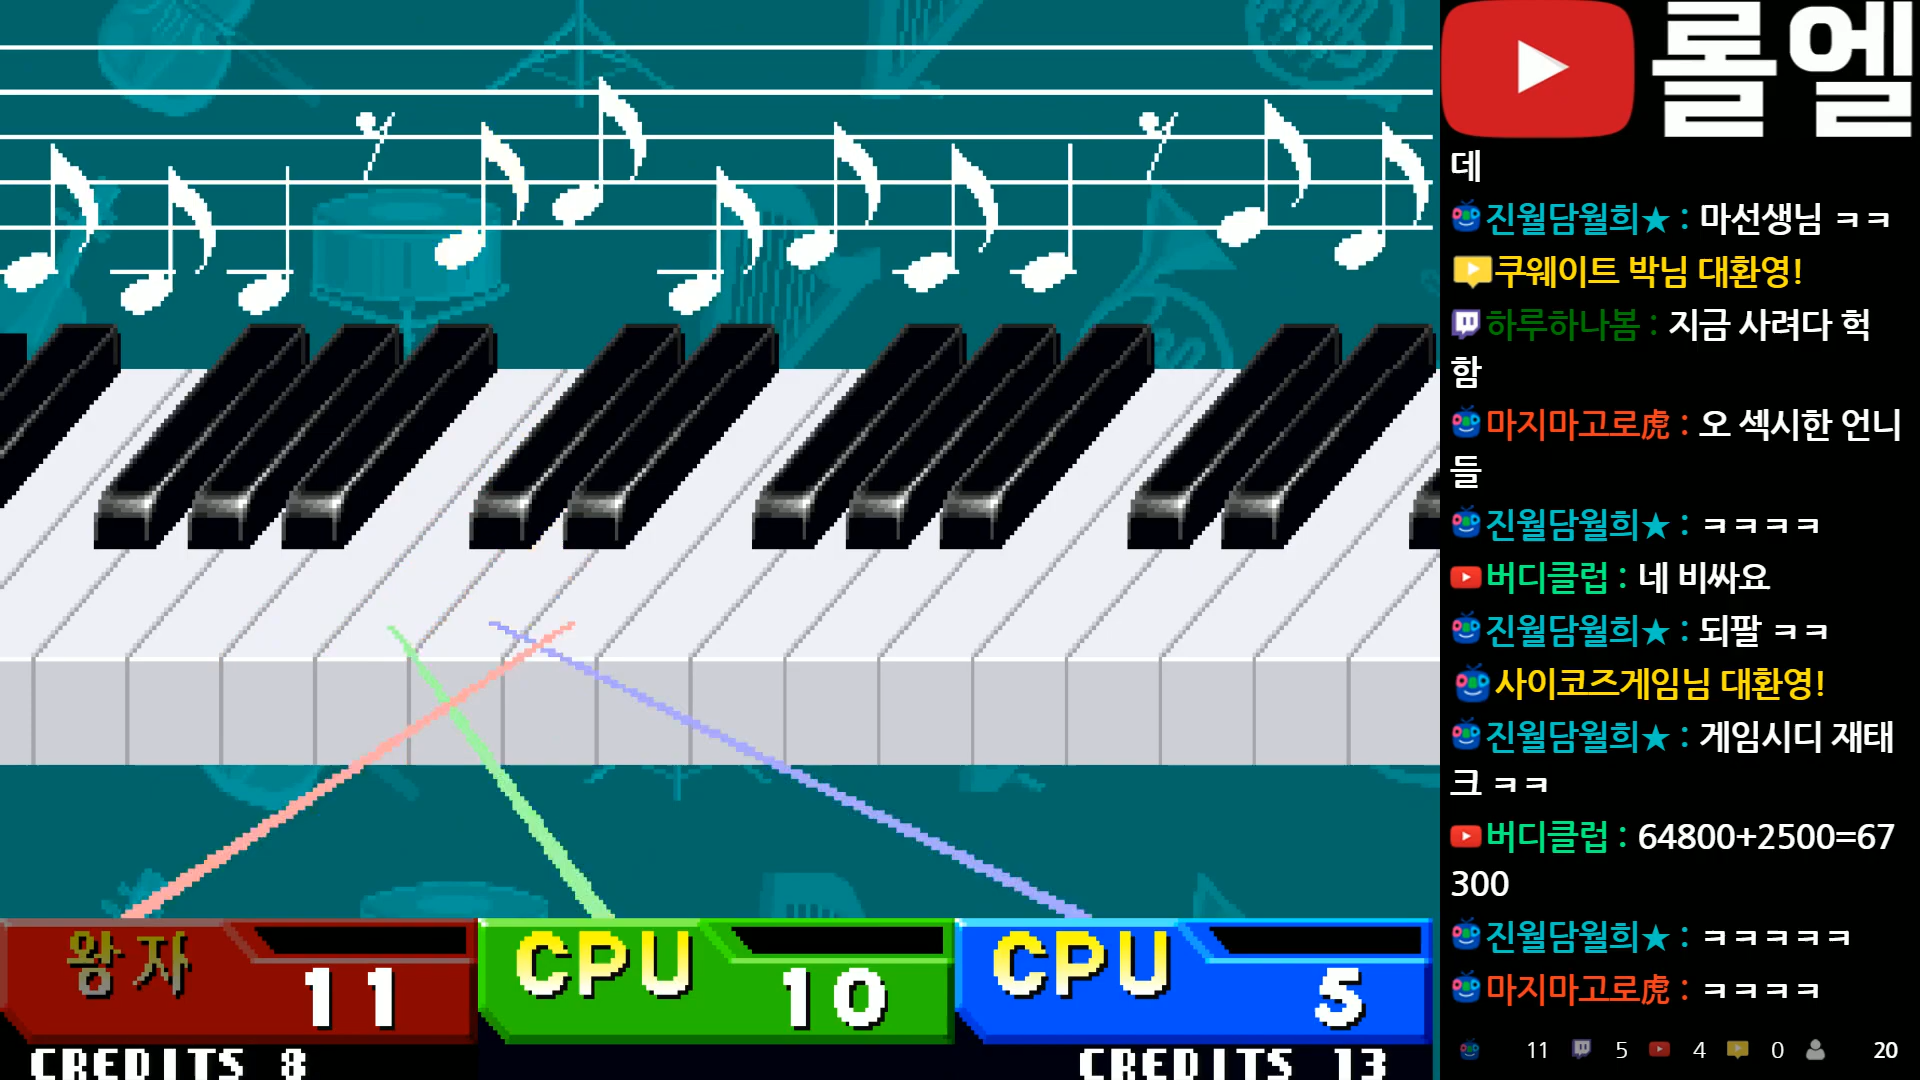 롤엘
데
진월담월희★ : 마선생님 ㅋㅋ
쿠웨이트 박님 대환영!
하루하나봄 : 지금 사려다 헉
함
마지마고로虎 : 오 섹시한 언니
들
진월담월희★ : ㅋㅋㅋㅋ
버디클럽 : 네 비싸요
진월담월희★ : 되팔 ㅋㅋ
사이코즈게임님 대환영!
진월담월희★ : 게임시디 재태
크 ㅋㅋ
버디클럽 : 64800+2500=67
300
진월담월희★ : ㅋㅋㅋㅋㅋ
마지마고로虎 : ㅋㅋㅋㅋ
11 5 4 0 20
왕자 11
CPU 10
CPU 5
CREDITS 8
CREDITS 13